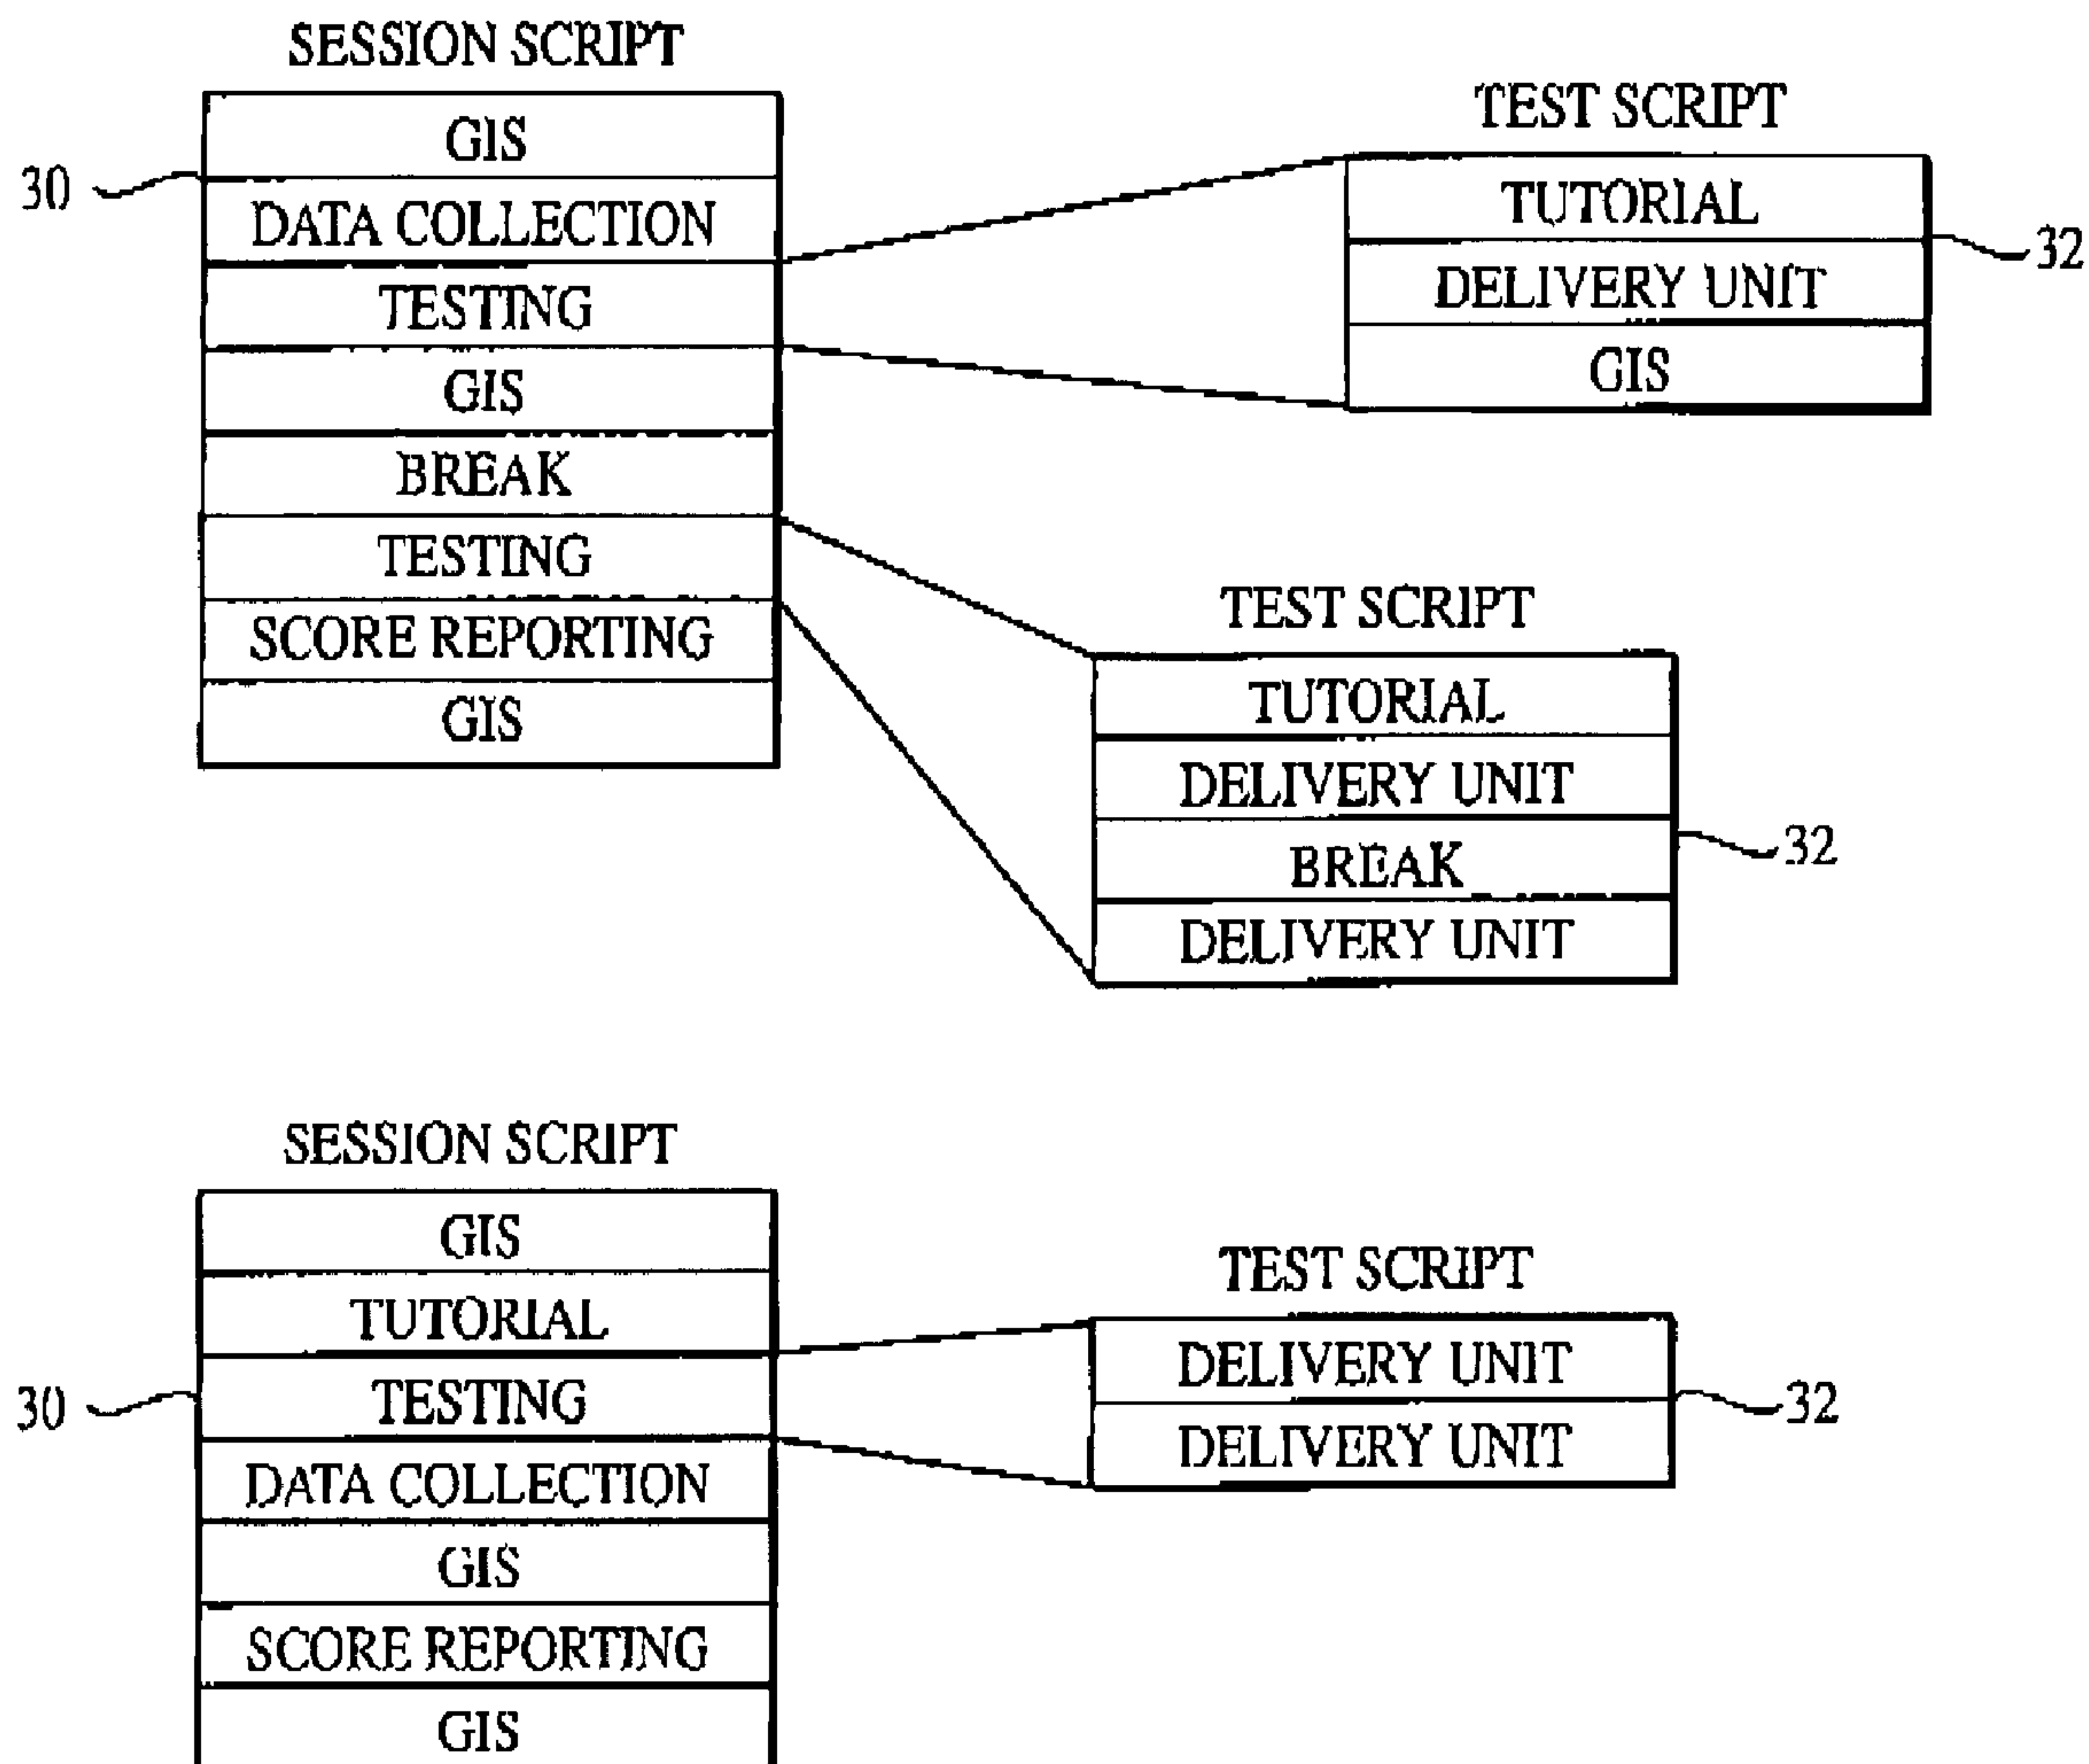 SESSION SCRIPT
GIS
30
DATA COLLECTION
TESTING
GIS
BREAK
TESTING
SCORE REPORTING
GIS
TEST SCRIPT
TUTORIAL
32
DELIVERY UNIT
GIS
TEST SCRIPT
TUTORIAL
DELIVERY UNIT
32
BREAK
DELIVERY UNIT
SESSION SCRIPT
GIS
TUTORIAL
30
TESTING
DATA COLLECTION
GIS
SCORE REPORTING
GIS
TEST SCRIPT
DELIVERY UNIT
32
DELIVERY UNIT